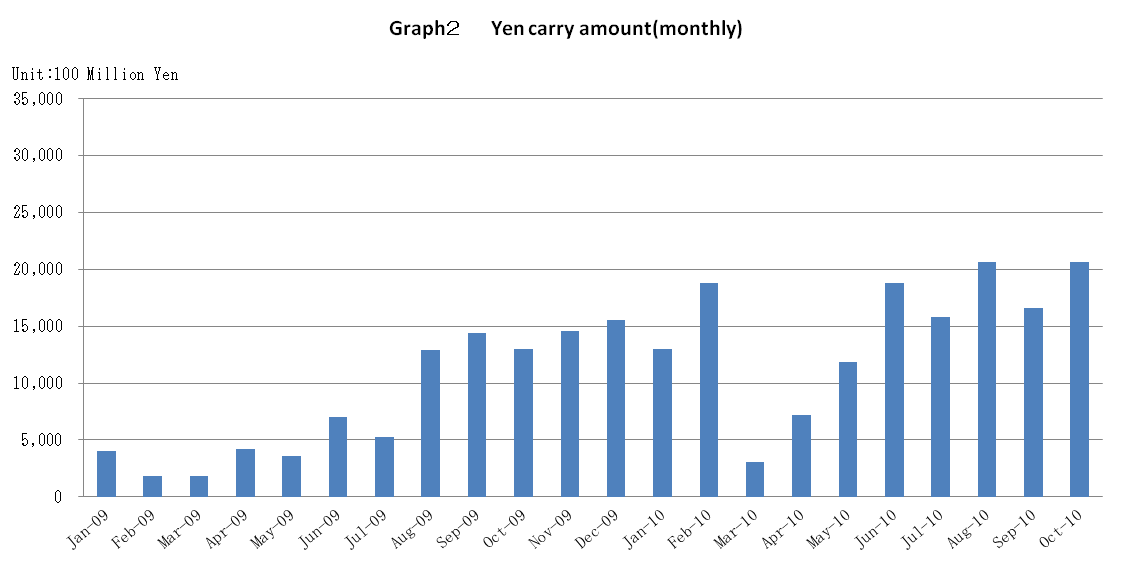 Graph２ Yen carry amount(monthly)
Unit:100 Million Yen
35,000
30,000
25,000
20,000
15,000
10,000
5,000
0
Jan-09 Feb-09 Mar-09 Apr-09 May-09 Jun-09 Jul-09 Aug-09 Sep-09 Oct-09 Nov-09 Dec-09 Jan-10 Feb-10 Mar-10 Apr-10 May-10 Jun-10 Jul-10 Aug-10 Sep-10 Oct-10